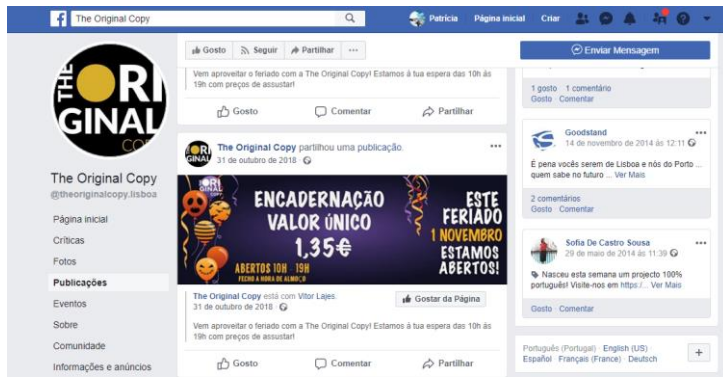 The Original Copy
Patrícia
Página inicial
Criar
THE ORIGINAL COPY
The Original Copy
@theoriginalcopy.lisboa
Página inicial
Críticas
Fotos
Publicações
Eventos
Sobre
Comunidade
Informações e anúncios
Gosto
Seguir
Partilhar
Vem aproveitar o feriado com a The Original Copy! Estamos à tua espera das 10h às
19h com preços de assustar!
Gosto
Comentar
Partilhar
The Original Copy partilhou uma publicação.
31 de outubro de 2018 ·
ENCADERNAÇÃO
VALOR ÚNICO
1,35€
ABERTOS 10H - 19H
FECHO A HORA DE ALMOÇO
ESTE
FERIADO
1 NOVEMBRO
ESTAMOS
ABERTOS!
The Original Copy está com Vitor Lajes.
31 de outubro de 2018 ·
Gostar da Página
Vem aproveitar o feriado com a The Original Copy! Estamos à tua espera das 10h às
19h com preços de assustar!
Gosto
Comentar
Partilhar
Enviar Mensagem
1 gosto 1 comentário
Gosto · Comentar
Goodstand
14 de novembro de 2014 às 12:11
É pena vocês serem de Lisboa e nós do Porto ...
quem sabe no futuro ... Ver Mais
2 comentários
Gosto · Comentar
Sofia De Castro Sousa
29 de maio de 2014 às 11:39
Nasceu esta semana um projecto 100%
português! Visite-nos em https:/... Ver Mais
Gosto · Comentar
Português (Portugal) · English (US) ·
Español · Français (France) · Deutsch